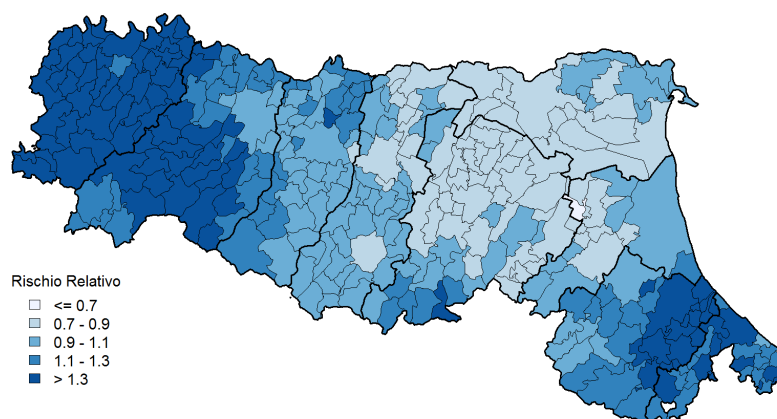 Rischio Relativo
<= 0.7
0.7 - 0.9
0.9 - 1.1
1.1 - 1.3
> 1.3